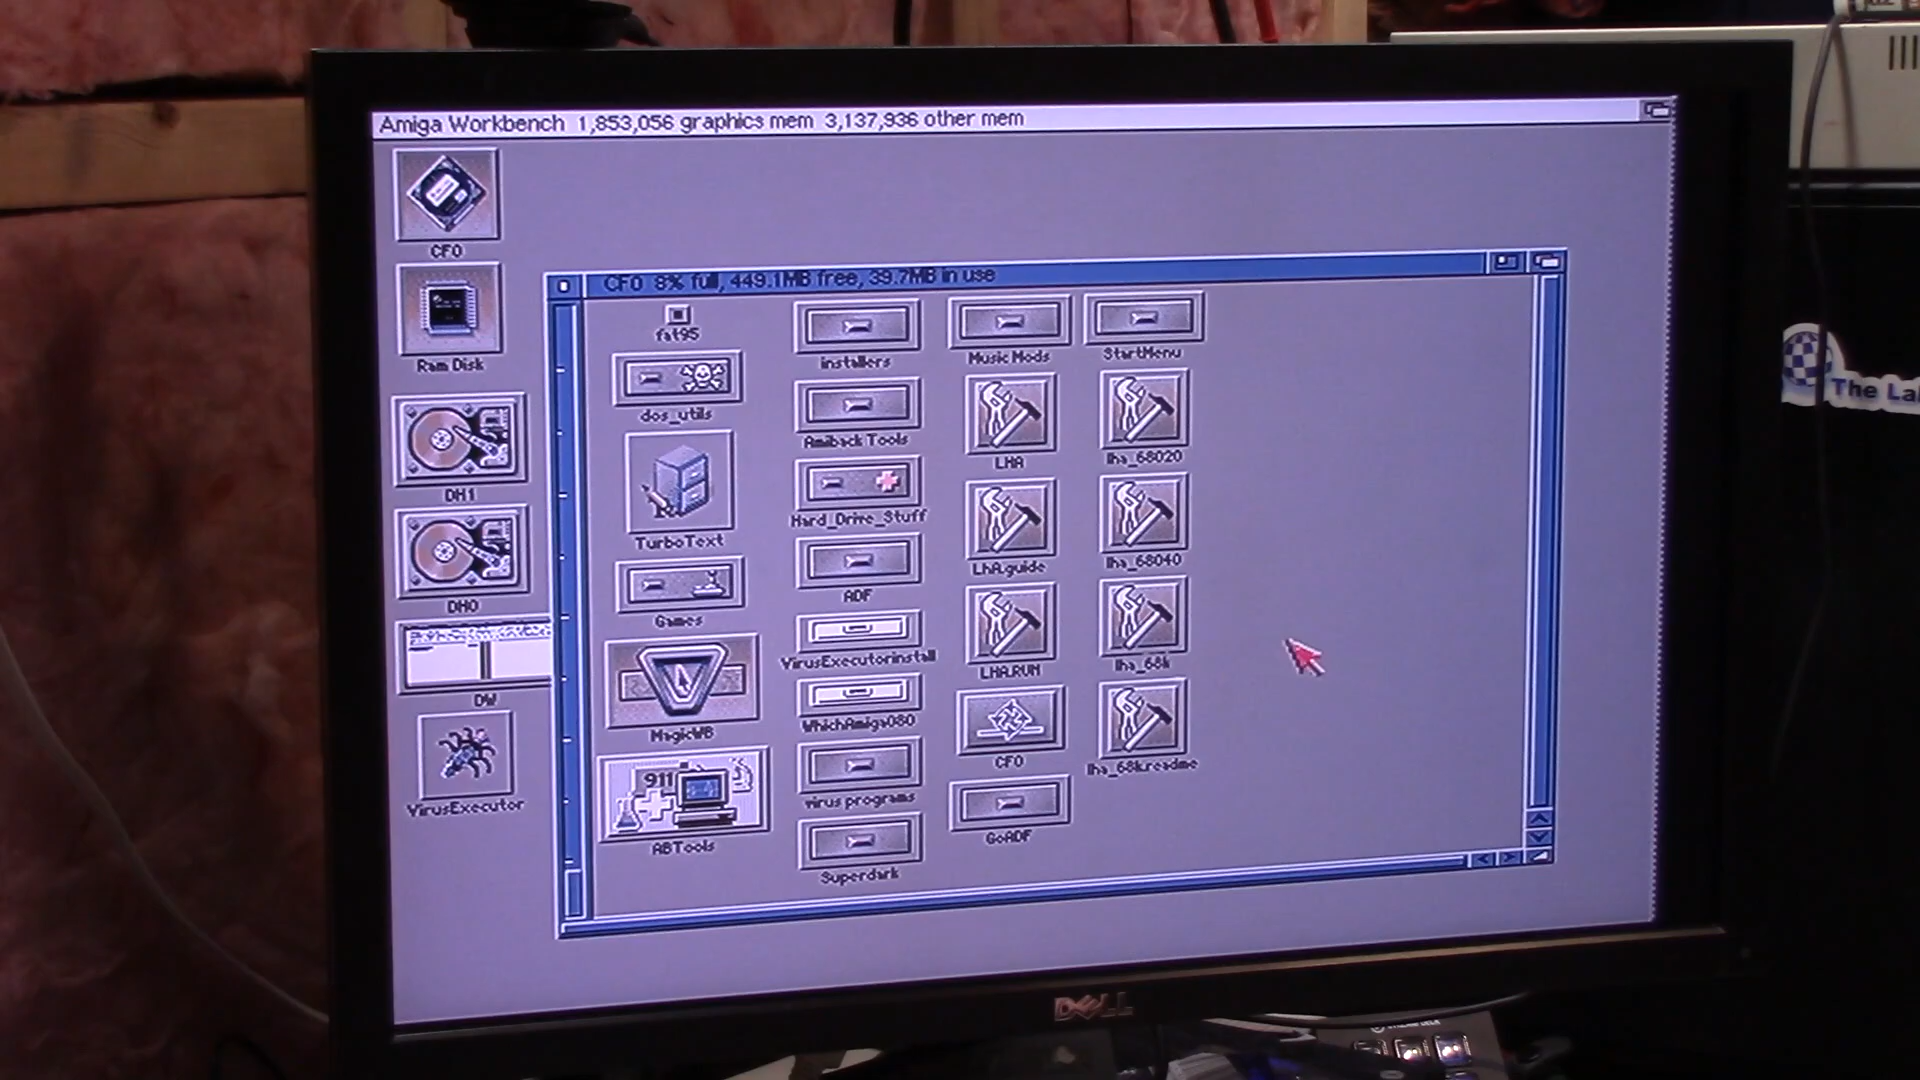 Amiga Workbench 1,853,056 graphics mem 3,137,936 other mem
CF0
Ram Disk
DH1
DH0
DW
VirusExecutor
CF0 8% full, 449.1MB free, 39.7MB in use
fat95
dos_utils
TurboText
Games
MagicWB
911
ABTools
installers
Amiback Tools
Hard_Drive_Stuff
ADF
VirusExecutorinstall
WhichAmiga080
virus programs
Superdark
Music Mods
LHA
LhA.guide
LHA.RUN
CF0
GoADF
StartMenu
lha_68020
lha_68040
lha_68k
lha_68k.readme
DELL
The La